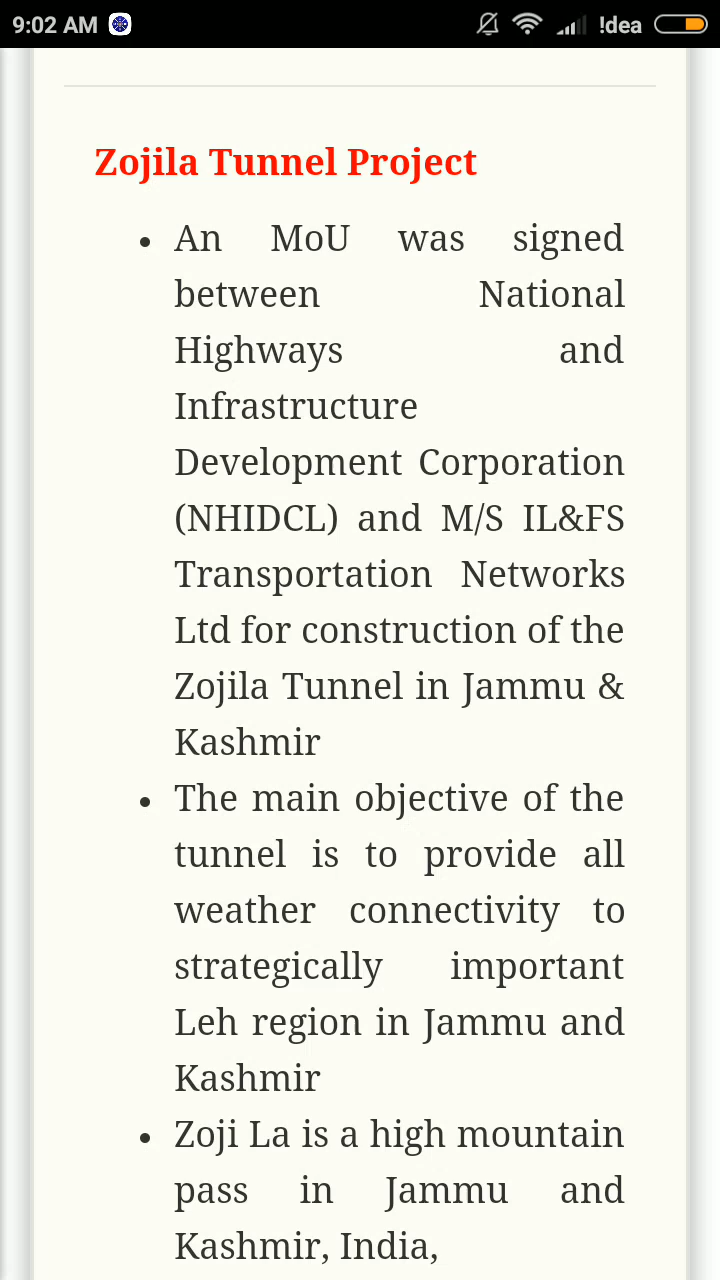 9:02 AM !dea
Zojila Tunnel Project
• An MoU was signed
between National
Highways and
Infrastructure
Development Corporation
(NHIDCL) and M/S IL&FS
Transportation Networks
Ltd for construction of the
Zojila Tunnel in Jammu &
Kashmir
• The main objective of the
tunnel is to provide all
weather connectivity to
strategically important
Leh region in Jammu and
Kashmir
• Zoji La is a high mountain
pass in Jammu and
Kashmir, India,